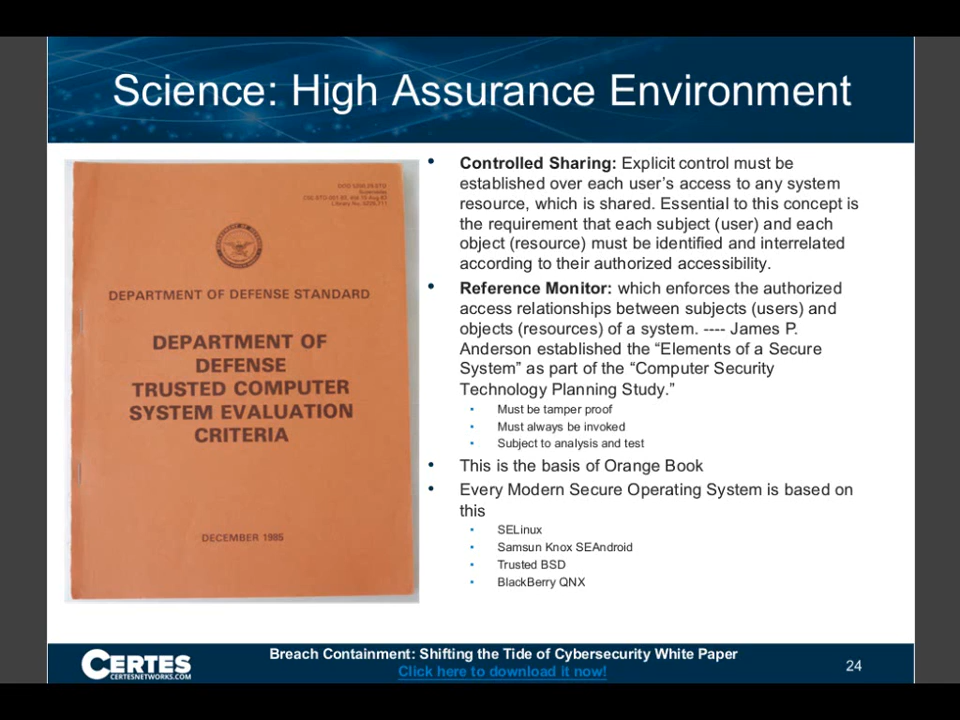 Science: High Assurance Environment
DEPARTMENT OF DEFENSE STANDARD
DEPARTMENT OF
DEFENSE
TRUSTED COMPUTER
SYSTEM EVALUATION
CRITERIA
DECEMBER 1985
• Controlled Sharing: Explicit control must be
established over each user's access to any system
resource, which is shared. Essential to this concept is
the requirement that each subject (user) and each
object (resource) must be identified and interrelated
according to their authorized accessibility.
• Reference Monitor: which enforces the authorized
access relationships between subjects (users) and
objects (resources) of a system. ---- James P.
Anderson established the “Elements of a Secure
System” as part of the “Computer Security
Technology Planning Study.”
• Must be tamper proof
• Must always be invoked
• Subject to analysis and test
• This is the basis of Orange Book
• Every Modern Secure Operating System is based on
this
• SELinux
• Samsun Knox SEAndroid
• Trusted BSD
• BlackBerry QNX
CERTES
CERTESNETWORKS.COM
Breach Containment: Shifting the Tide of Cybersecurity White Paper
Click here to download it now!
24